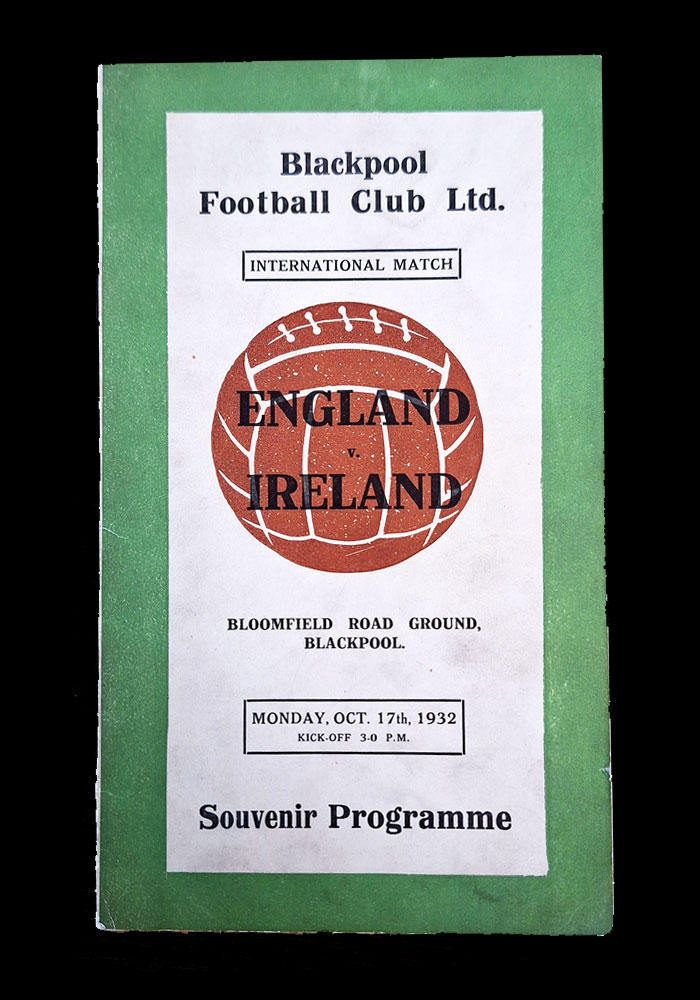 Blackpool
Football Club Ltd.
INTERNATIONAL MATCH
ENGLAND
v.
IRELAND
BLOOMFIELD ROAD GROUND,
BLACKPOOL.
MONDAY, OCT. 17th, 1932
KICK-OFF 3-0 P.M.
Souvenir Programme